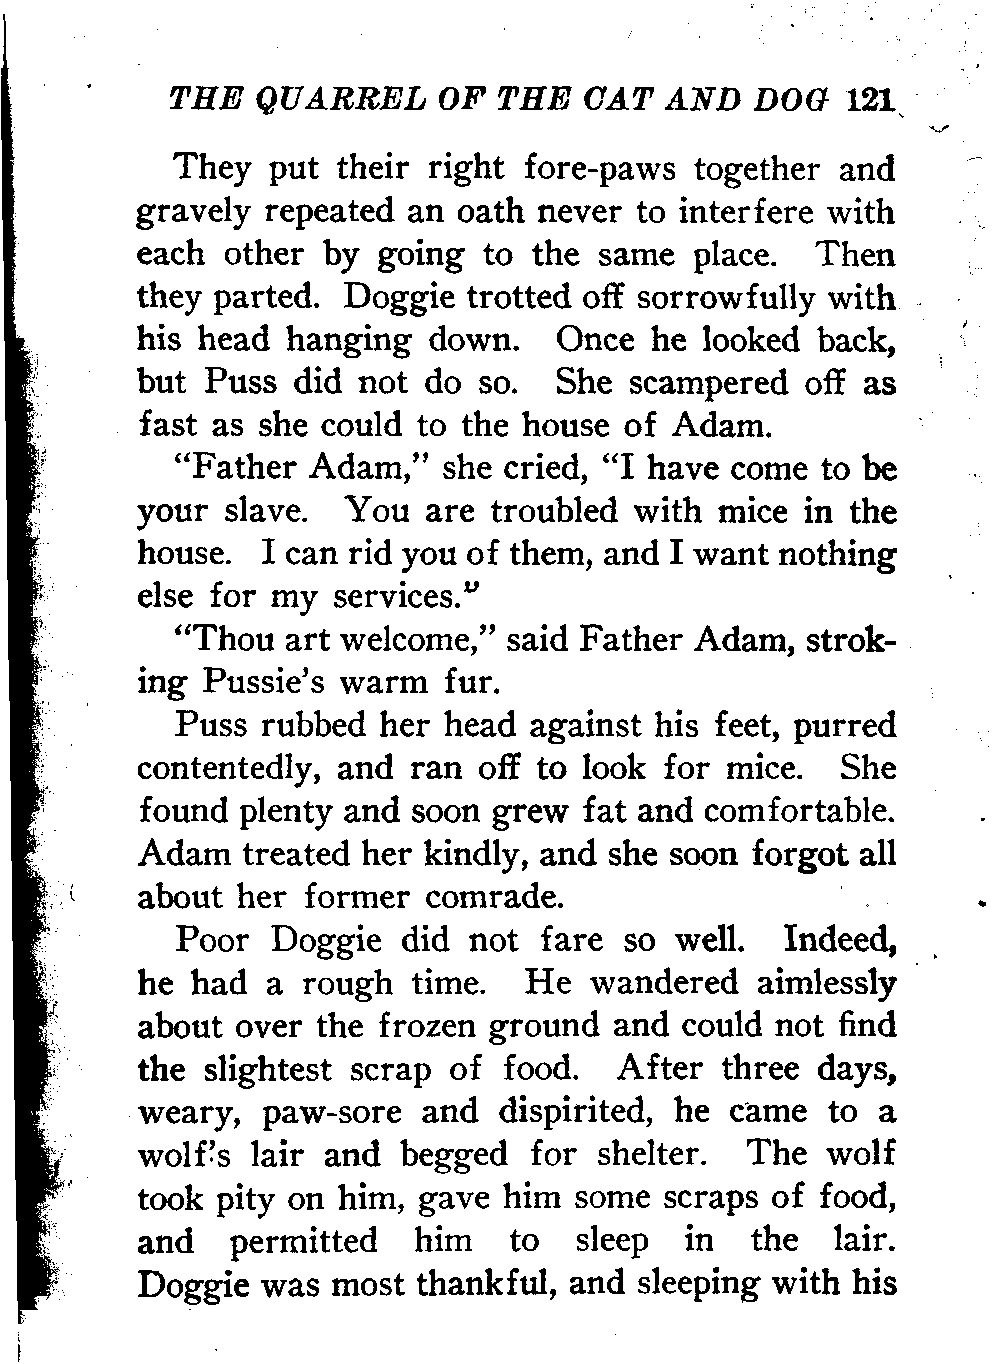 THE QUARREL OF THE CAT AND DOG 121
They put their right fore-paws together and
gravely repeated an oath never to interfere with
each other by going to the same place. Then
they parted. Doggie trotted off sorrowfully with
his head hanging down. Once he looked back,
but Puss did not do so. She scampered off as
fast as she could to the house of Adam.
"Father Adam," she cried, "I have come to be
your slave. You are troubled with mice in the
house. I can rid you of them, and I want nothing
else for my services."
"Thou art welcome," said Father Adam, strok-
ing Pussie's warm fur.
Puss rubbed her head against his feet, purred
contentedly, and ran off to look for mice. She
found plenty and soon grew fat and comfortable.
Adam treated her kindly, and she soon forgot all
about her former comrade.
Poor Doggie did not fare so well. Indeed,
he had a rough time. He wandered aimlessly
about over the frozen ground and could not find
the slightest scrap of food. After three days,
weary, paw-sore and dispirited, he came to a
wolf's lair and begged for shelter. The wolf
took pity on him, gave him some scraps of food,
and permitted him to sleep in the lair.
Doggie was most thankful, and sleeping with his